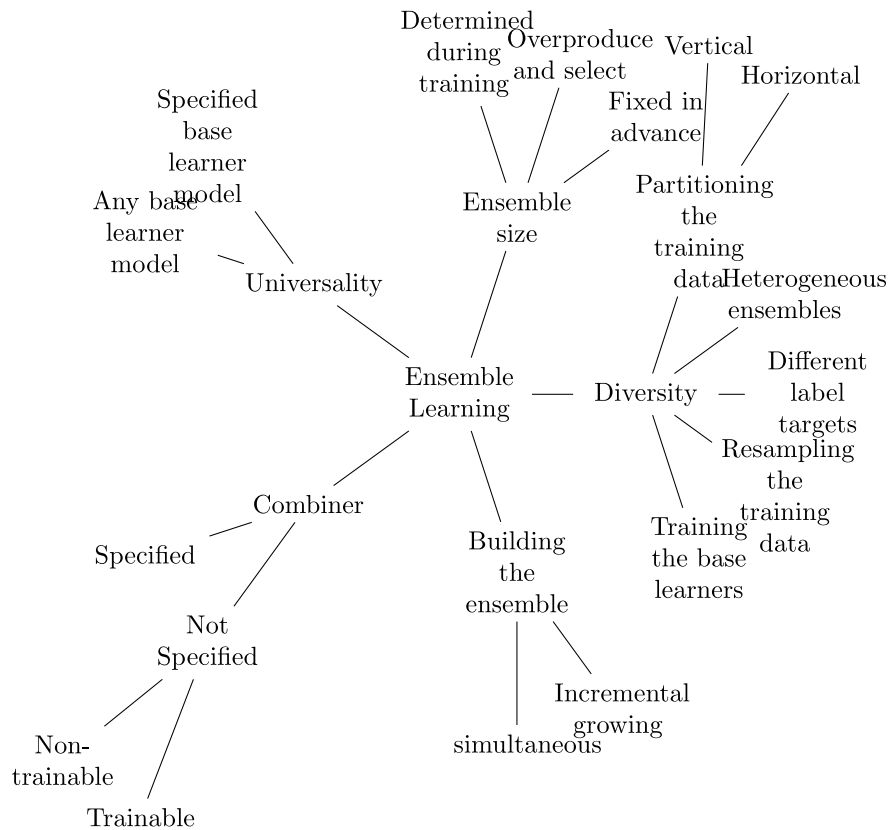 Determined
during
training
Overproduce
and select
Vertical
Horizontal
Fixed in
advance
Specified
base
learner
model
Any base
learner
model
Ensemble
size
Partitioning
the
training
data
Universality
Heterogeneous
ensembles
Ensemble
Learning
Diversity
Different
label
targets
Resampling
the
training
data
Combiner
Specified
Training
the base
learners
Building
the
ensemble
Not
Specified
Incremental
growing
simultaneous
Non-
trainable
Trainable